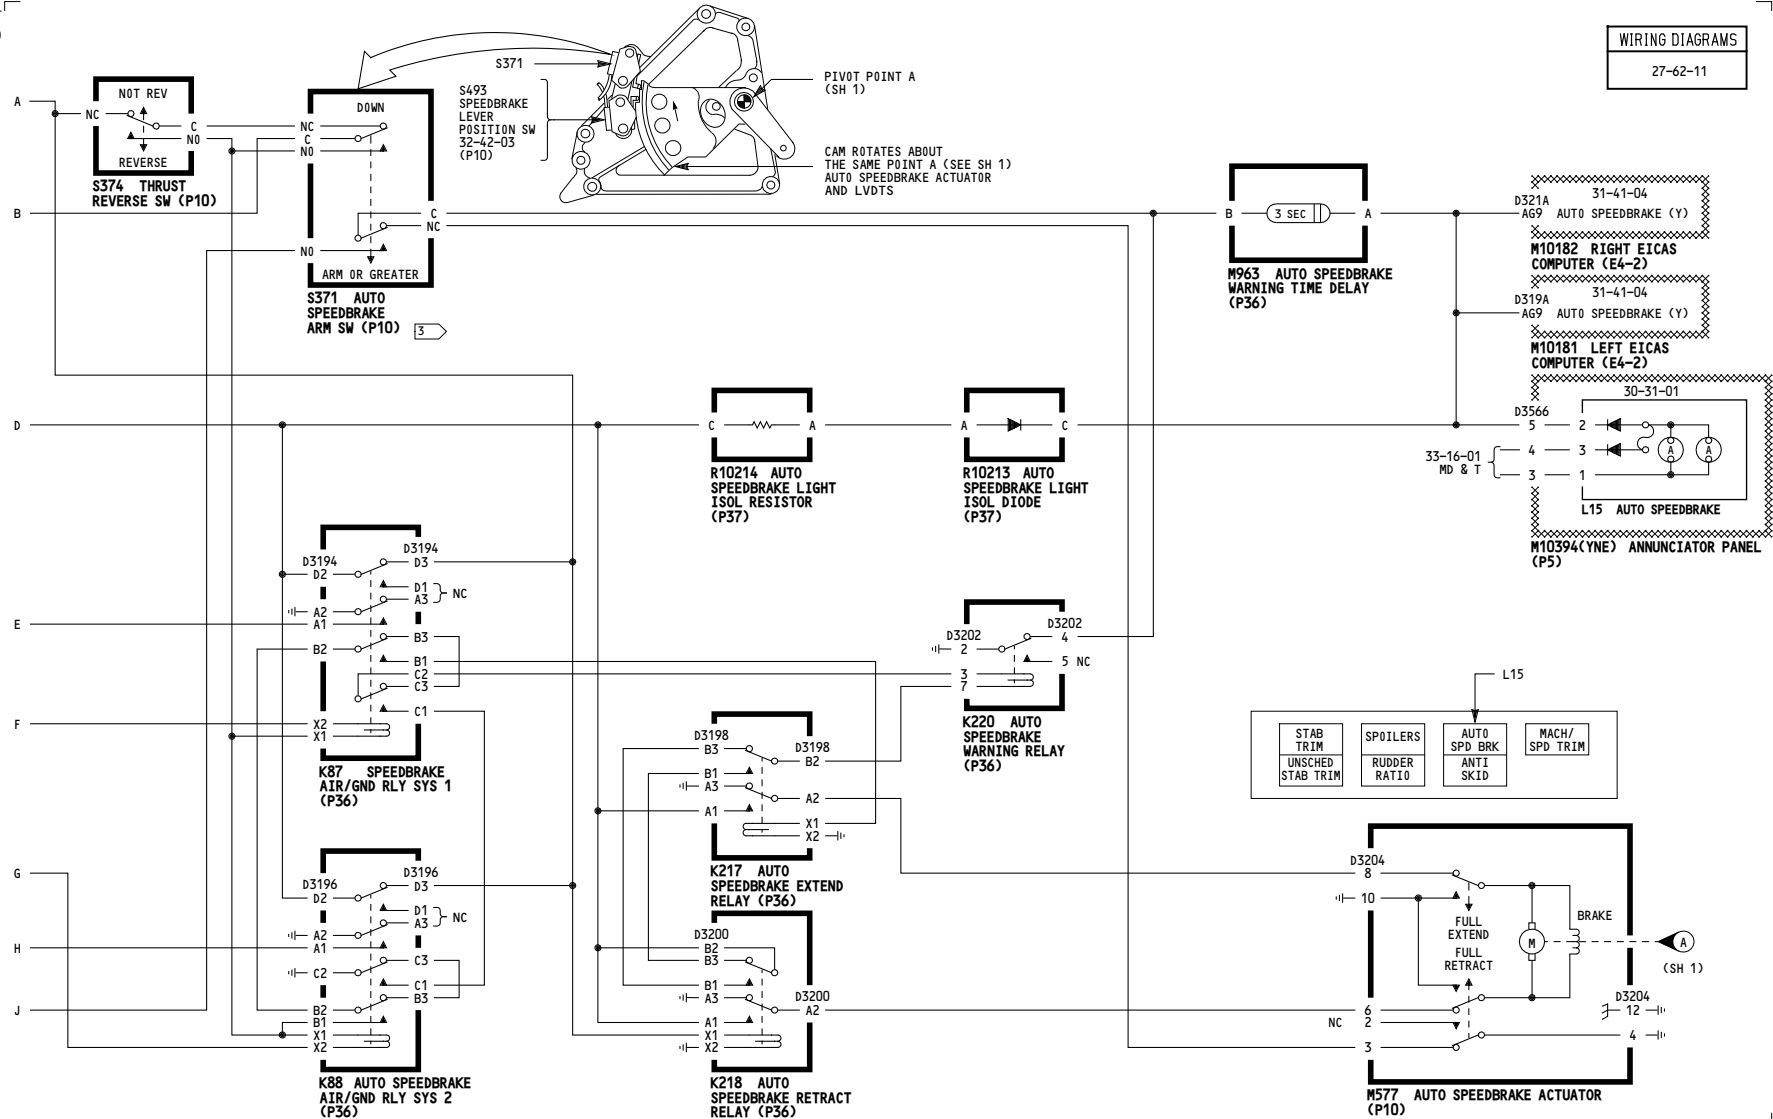 WIRING DIAGRAMS
27-62-11
A
NOT REV
NC
C
NO
REVERSE
S374 THRUST
REVERSE SW (P10)
B
DOWN
NC
C
NO
C
NC
NO
ARM OR GREATER
S371 AUTO
SPEEDBRAKE
ARM SW (P10)
3
S371
S493
SPEEDBRAKE
LEVER
POSITION SW
32-42-03
(P10)
PIVOT POINT A
(SH 1)
CAM ROTATES ABOUT
THE SAME POINT A (SEE SH 1)
AUTO SPEEDBRAKE ACTUATOR
AND LVDTS
B
3 SEC
A
M963 AUTO SPEEDBRAKE
WARNING TIME DELAY
(P36)
31-41-04
D321A
AG9 AUTO SPEEDBRAKE (Y)
M10182 RIGHT EICAS
COMPUTER (E4-2)
31-41-04
D319A
AG9 AUTO SPEEDBRAKE (Y)
M10181 LEFT EICAS
COMPUTER (E4-2)
30-31-01
D3566
5 2
33-16-01
MD & T
4 3
3 1
A
A
L15 AUTO SPEEDBRAKE
M10394(YNE) ANNUNCIATOR PANEL
(P5)
D
C
A
R10214 AUTO
SPEEDBRAKE LIGHT
ISOL RESISTOR
(P37)
A
C
R10213 AUTO
SPEEDBRAKE LIGHT
ISOL DIODE
(P37)
E
F
D3194
D3194
D3
D2
D1
A3
NC
A2
A1
B3
B2
B1
C2
C3
C1
X2
X1
K87 SPEEDBRAKE
AIR/GND RLY SYS 1
(P36)
D3202
D3202
4
2
5 NC
3
7
K220 AUTO
SPEEDBRAKE
WARNING RELAY
(P36)
L15
STAB
TRIM
UNSCHED
STAB TRIM
SPOILERS
RUDDER
RATIO
AUTO
SPD BRK
ANTI
SKID
MACH/
SPD TRIM
D3198
D3198
B3
B2
B1
A3
A2
A1
X1
X2
K217 AUTO
SPEEDBRAKE EXTEND
RELAY (P36)
G
H
J
D3196
D3196
D3
D2
D1
A3
NC
A2
A1
C3
C2
C1
B3
B2
B1
X1
X2
K88 AUTO SPEEDBRAKE
AIR/GND RLY SYS 2
(P36)
D3200
B2
B3
B1
A3
D3200
A2
A1
X1
X2
K218 AUTO
SPEEDBRAKE RETRACT
RELAY (P36)
D3204
8
10
FULL
EXTEND
FULL
RETRACT
BRAKE
M
A
(SH 1)
D3204
12
6
NC 2
4
3
M577 AUTO SPEEDBRAKE ACTUATOR
(P10)